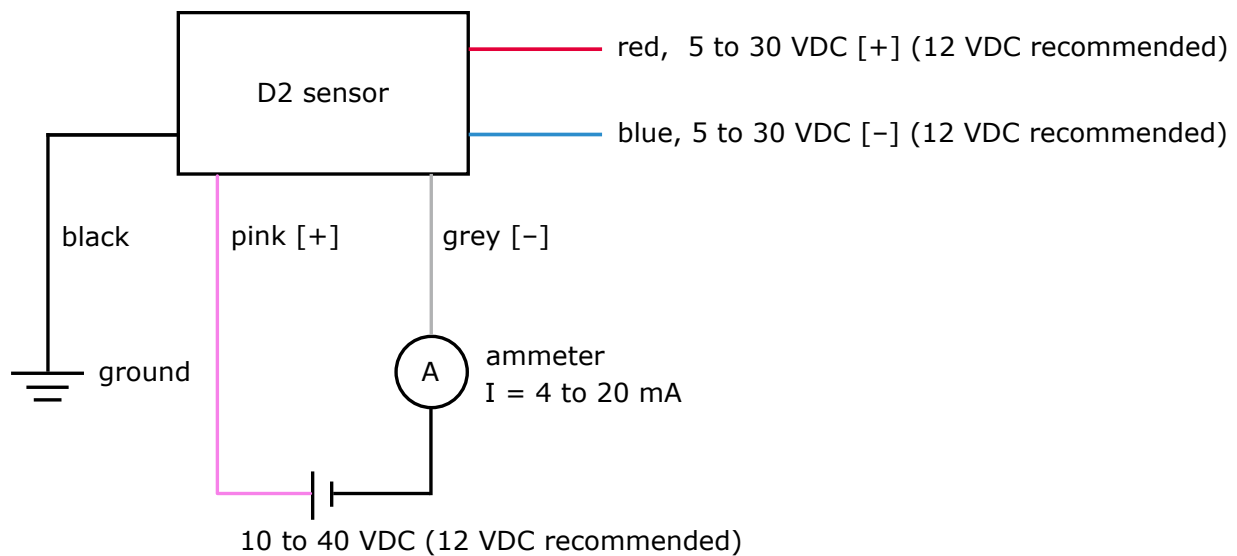 red,  5 to 30 VDC [+] (12 VDC recommended)
D2 sensor
blue, 5 to 30 VDC [–] (12 VDC recommended)
black
pink [+]
grey [–]
ground
A
ammeter
I = 4 to 20 mA
10 to 40 VDC (12 VDC recommended)